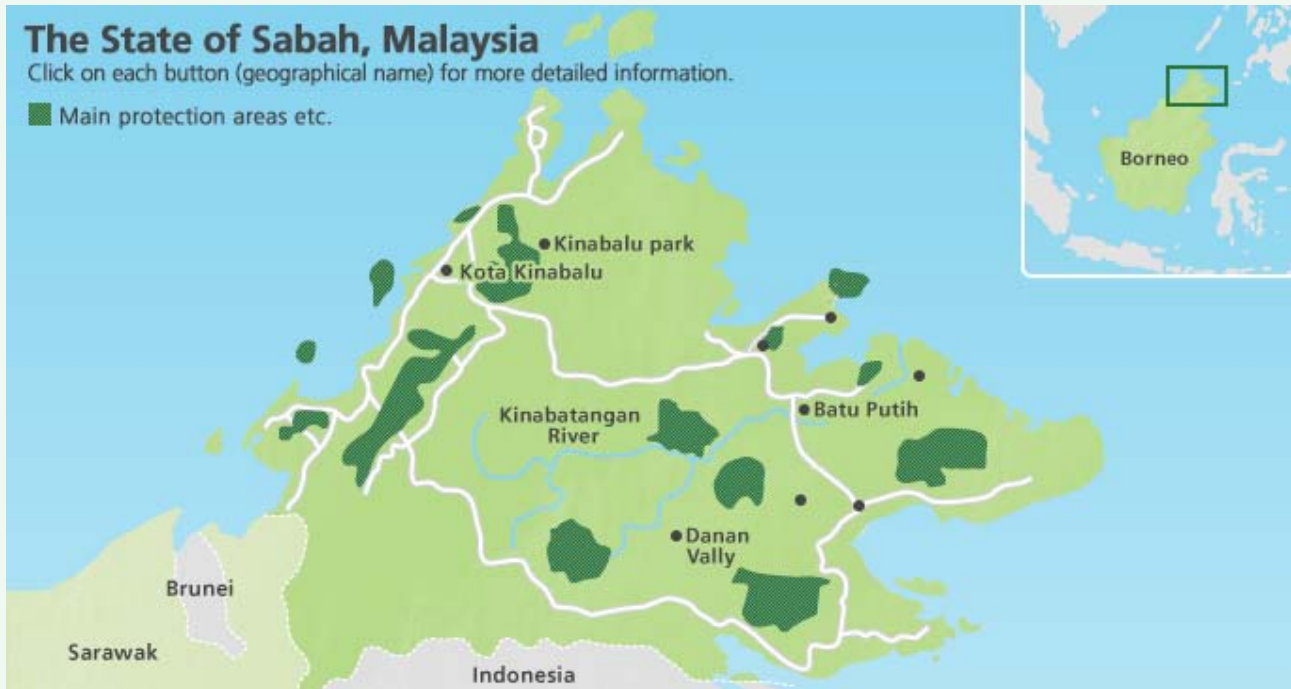 The State of Sabah, Malaysia
Click on each button (geographical name) for more detailed information.
Main protection areas etc.
Borneo
Kinabalu park
Kota Kinabalu
Kinabatangan
River
Batu Putih
Danan
Vally
Brunei
Sarawak
Indonesia